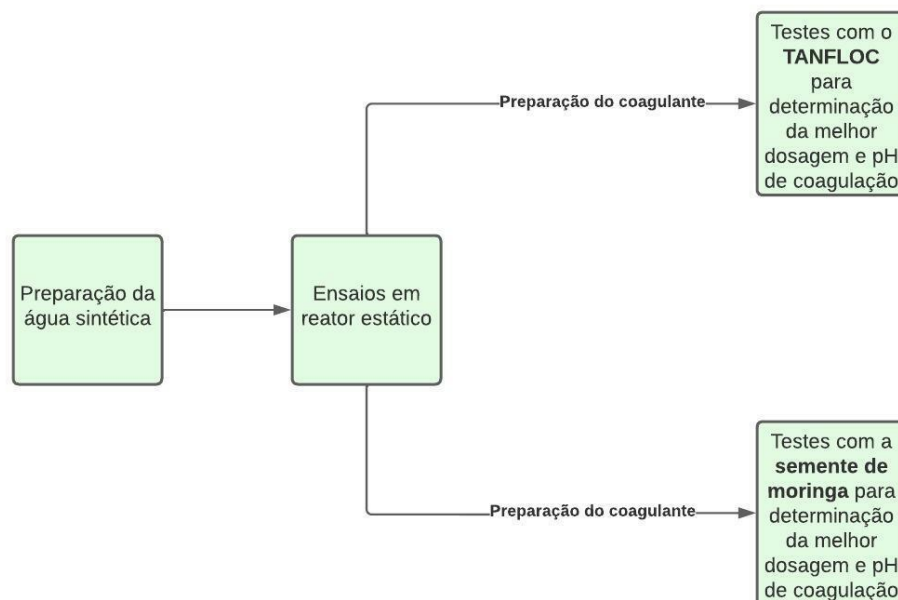 Preparação da
água sintética
Ensaios em
reator estático
Preparação do coagulante
Testes com o
TANFLOC
para
determinação
da melhor
dosagem e pH
de coagulação
Preparação do coagulante
Testes com a
semente de
moringa para
determinação
da melhor
dosagem e pH
de coagulação